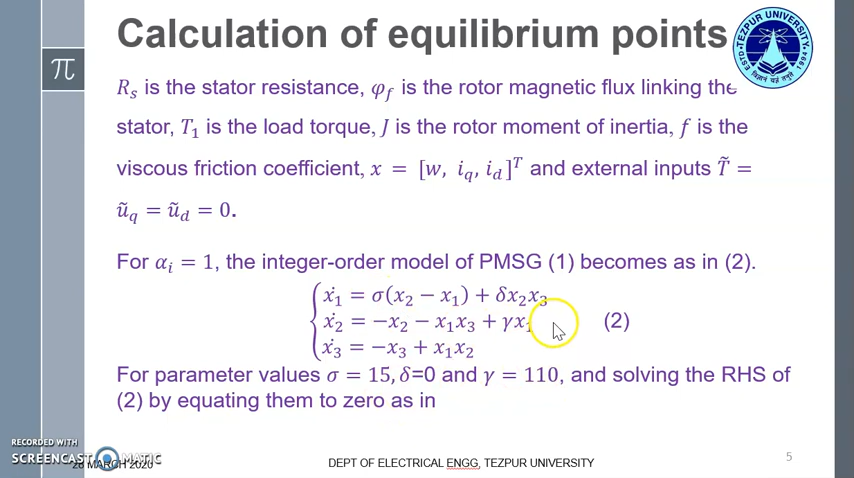 Calculation of equilibrium points
TEZPUR UNIVERSITY
ESTD 1994
π
R_s is the stator resistance, φ_f is the rotor magnetic flux linking the
stator, T_1 is the load torque, J is the rotor moment of inertia, f is the
viscous friction coefficient, x = [w, i_q, i_d]^T and external inputs T̃ =
ũ_q = ũ_d = 0.
For α_i = 1, the integer-order model of PMSG (1) becomes as in (2).
ẋ_1 = σ(x_2 − x_1) + δx_2x_3
ẋ_2 = −x_2 − x_1x_3 + γx_1 (2)
ẋ_3 = −x_3 + x_1x_2
For parameter values σ = 15, δ=0 and γ = 110, and solving the RHS of
(2) by equating them to zero as in
RECORDED WITH
SCREENCAST MATIC
28 MARCH 2020
DEPT OF ELECTRICAL ENGG, TEZPUR UNIVERSITY
5